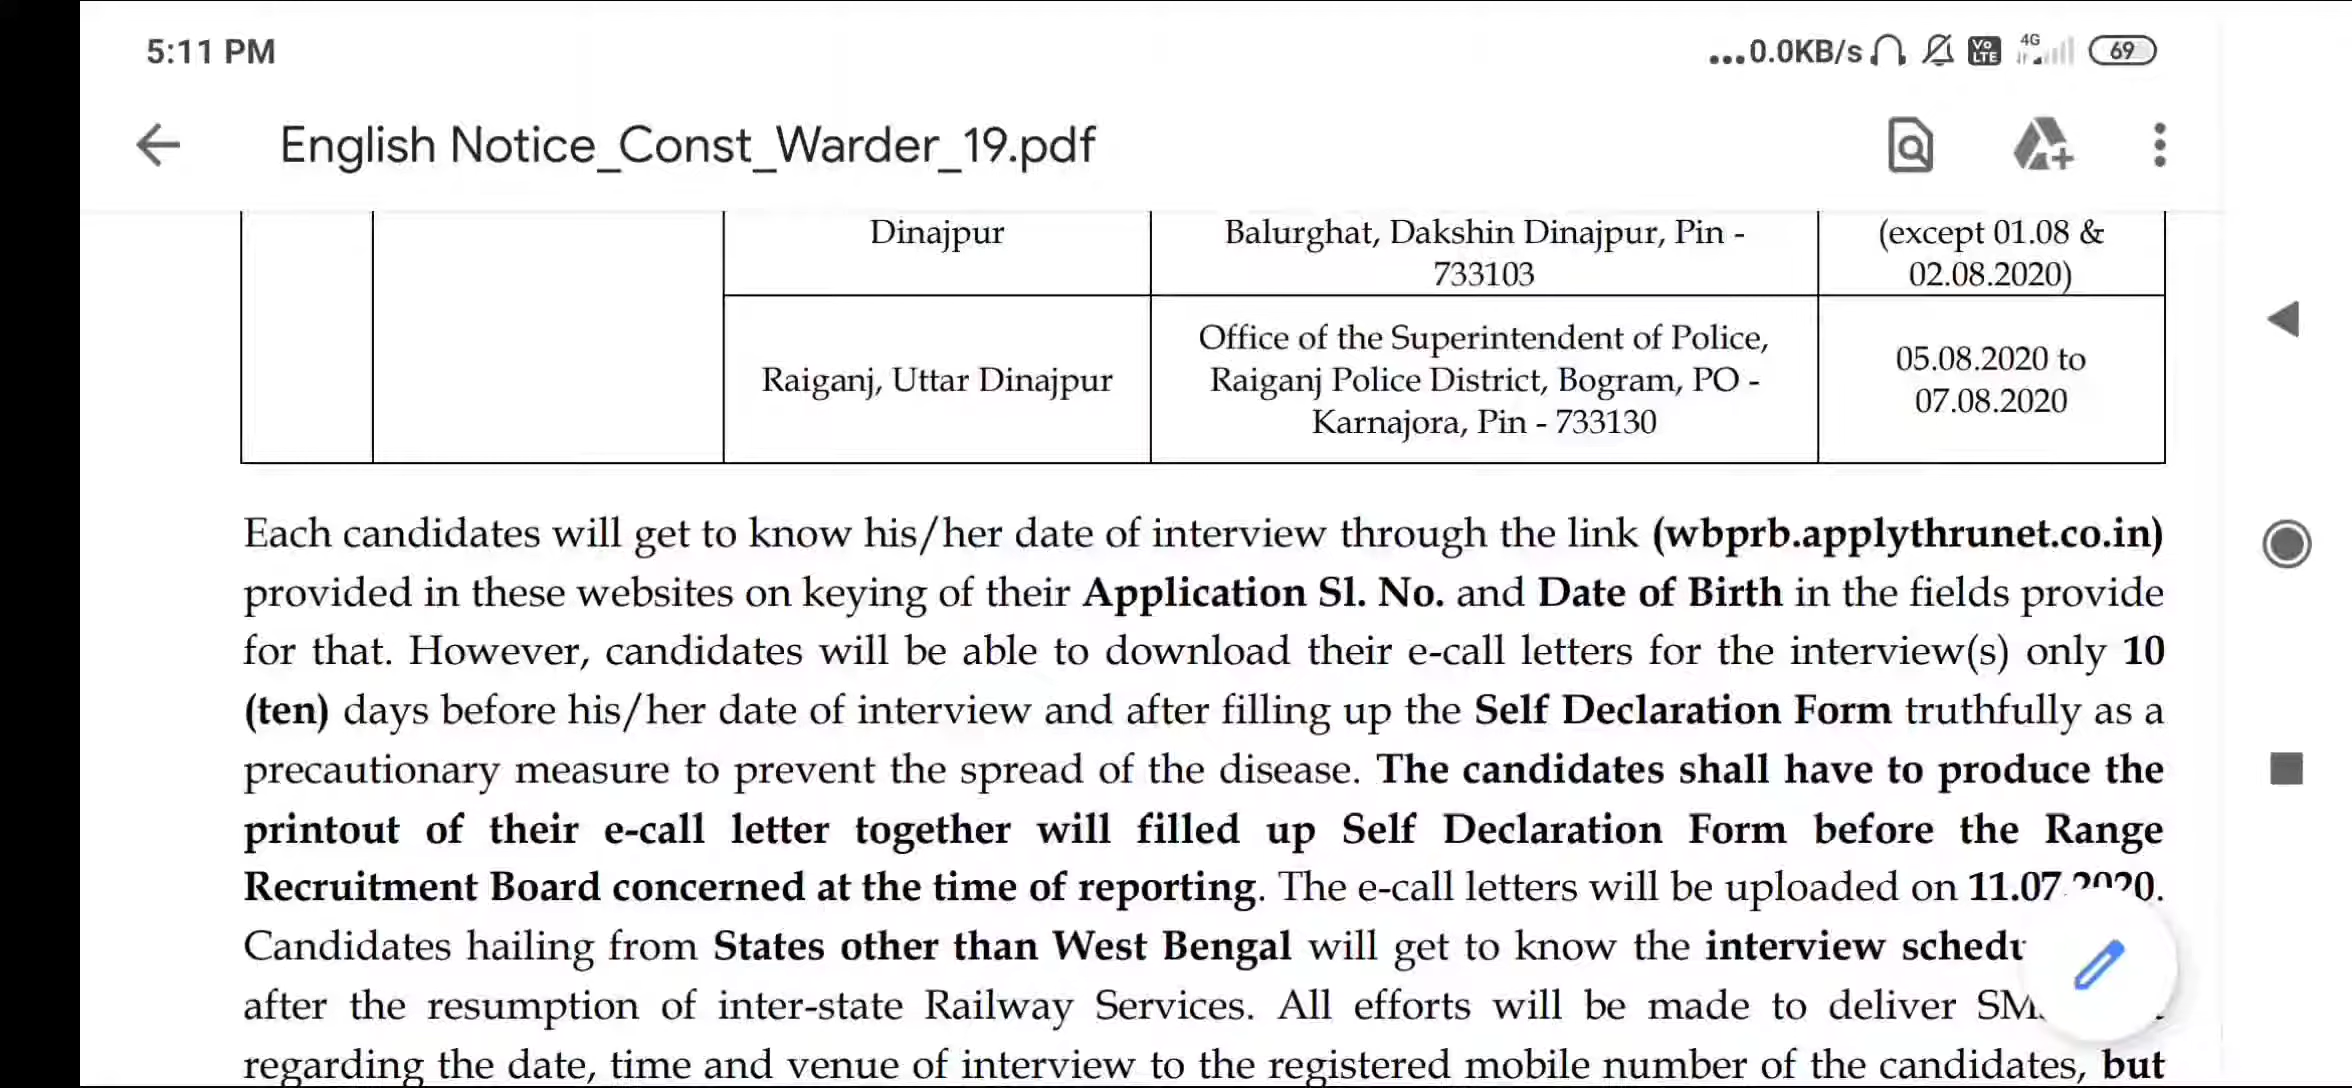 5:11 PM
...0.0KB/s
Vo LTE
4G
69
English Notice_Const_Warder_19.pdf
Dinajpur
Balurghat, Dakshin Dinajpur, Pin -
733103
(except 01.08 &
02.08.2020)
Raiganj, Uttar Dinajpur
Office of the Superintendent of Police,
Raiganj Police District, Bogram, PO -
Karnajora, Pin - 733130
05.08.2020 to
07.08.2020
Each candidates will get to know his/her date of interview through the link (wbprb.applythrunet.co.in)
provided in these websites on keying of their Application Sl. No. and Date of Birth in the fields provide
for that. However, candidates will be able to download their e-call letters for the interview(s) only 10
(ten) days before his/her date of interview and after filling up the Self Declaration Form truthfully as a
precautionary measure to prevent the spread of the disease. The candidates shall have to produce the
printout of their e-call letter together will filled up Self Declaration Form before the Range
Recruitment Board concerned at the time of reporting. The e-call letters will be uploaded on 11.07.2020.
Candidates hailing from States other than West Bengal will get to know the interview
after the resumption of inter-state Railway Services. All efforts will be made to deliver
regarding the date, time and venue of interview to the registered mobile number of the candidates, but